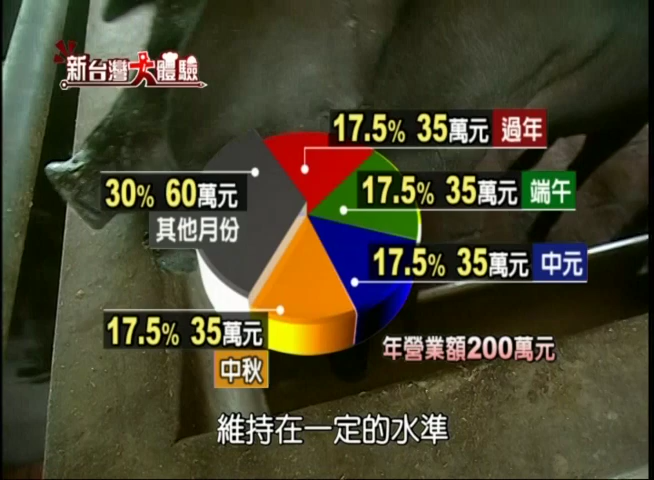 新台灣大體驗
17.5% 35萬元 過年
17.5% 35萬元 端午
30% 60萬元
其他月份
17.5% 35萬元 中元
17.5% 35萬元
中秋
年營業額200萬元
維持在一定的水準